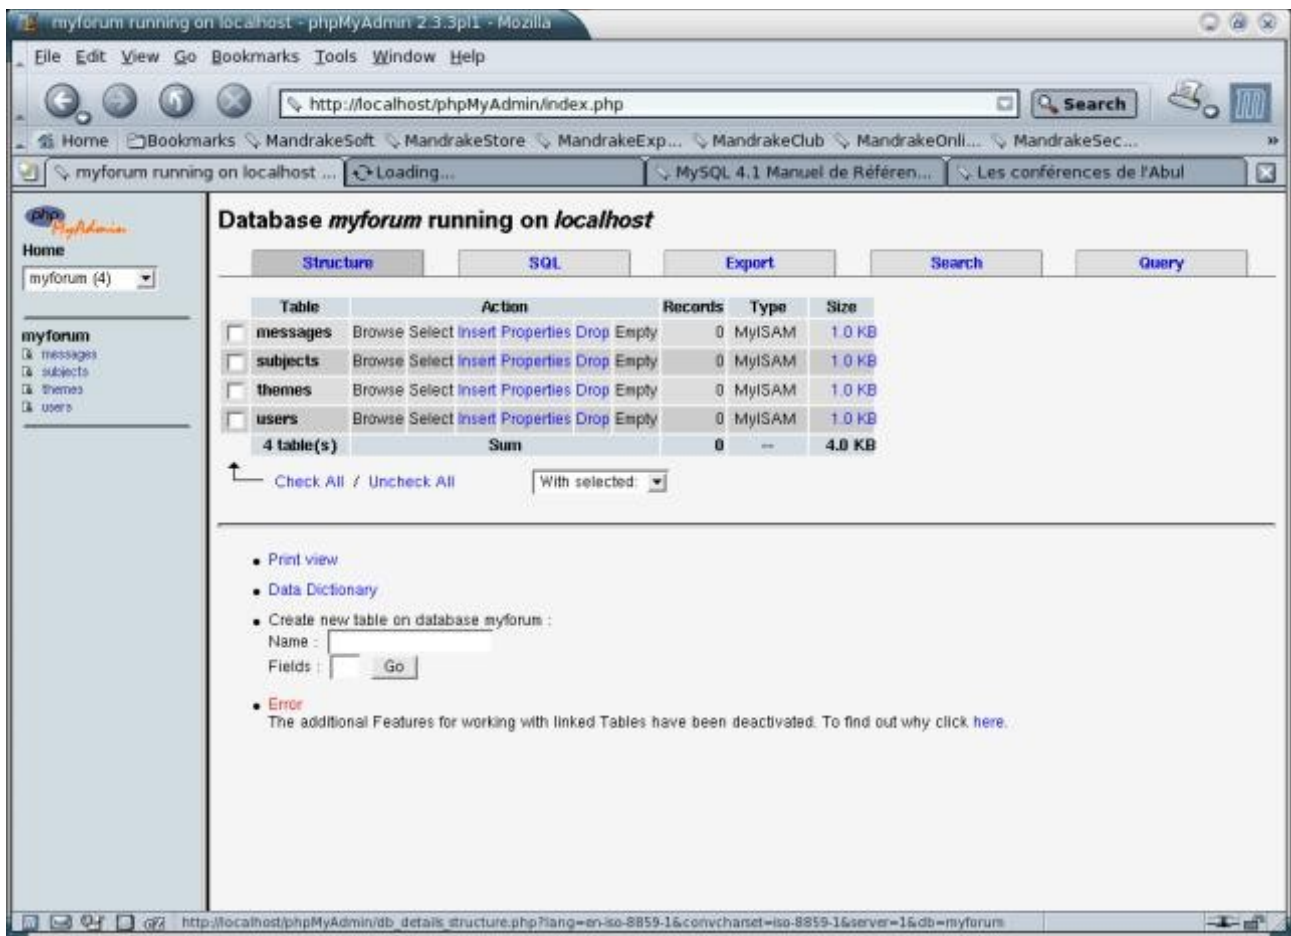 myforum running on localhost - phpMyAdmin 2.3.3pl1 - Mozilla
File Edit View Go Bookmarks Tools Window Help
http://localhost/phpMyAdmin/index.php Search
Home Bookmarks MandrakeSoft MandrakeStore MandrakeExp... MandrakeClub MandrakeOnli... MandrakeSec...
myforum running on localhost ... Loading... MySQL 4.1 Manuel de Référen... Les conférences de l'Abul
php MyAdmin
Home
myforum (4)
myforum
messages
subjects
themes
users
Database myforum running on localhost
Structure SQL Export Search Query
Table Action Records Type Size
messages Browse Select Insert Properties Drop Empty 0 MyISAM 1.0 KB
subjects Browse Select Insert Properties Drop Empty 0 MyISAM 1.0 KB
themes Browse Select Insert Properties Drop Empty 0 MyISAM 1.0 KB
users Browse Select Insert Properties Drop Empty 0 MyISAM 1.0 KB
4 table(s) Sum 0 -- 4.0 KB
Check All / Uncheck All With selected:
Print view
Data Dictionary
Create new table on database myforum :
Name :
Fields : Go
Error
The additional Features for working with linked Tables have been deactivated. To find out why click here.
http://localhost/phpMyAdmin/db_details_structure.php?lang=en-iso-8859-1&convcharset=iso-8859-1&server=1&db=myforum